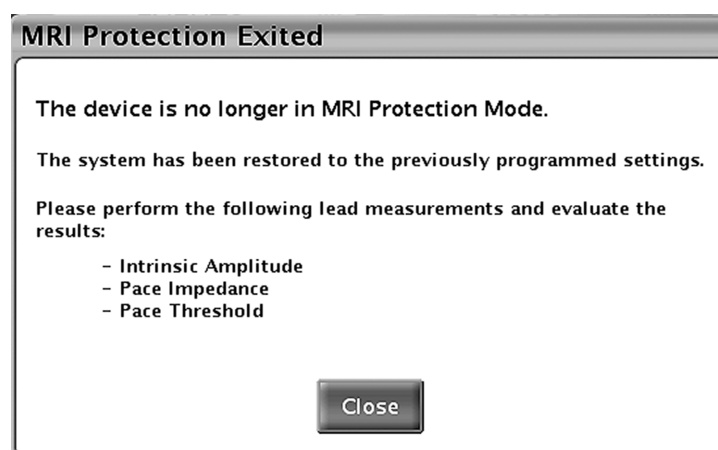 MRI Protection Exited
The device is no longer in MRI Protection Mode.
The system has been restored to the previously programmed settings.
Please perform the following lead measurements and evaluate the
results:
– Intrinsic Amplitude
– Pace Impedance
– Pace Threshold
Close